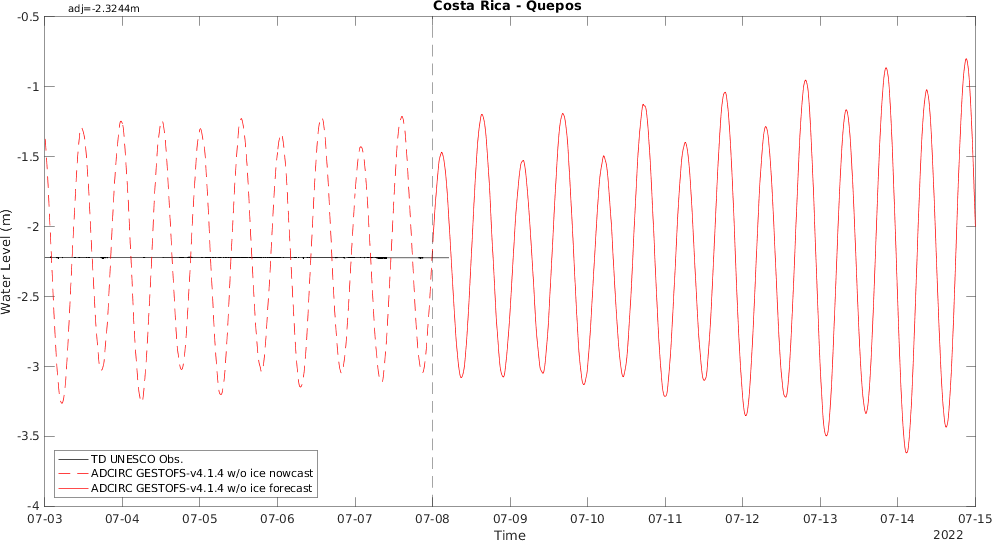 Costa Rica - Quepos
adj=-2.3244m
-0.5
-1
-1.5
-2
-2.5
-3
-3.5
-4
Water Level (m)
TD UNESCO Obs.
ADCIRC GESTOFS-v4.1.4 w/o ice nowcast
ADCIRC GESTOFS-v4.1.4 w/o ice forecast
07-03 07-04 07-05 07-06 07-07 07-08 07-09 07-10 07-11 07-12 07-13 07-14 07-15
Time
2022